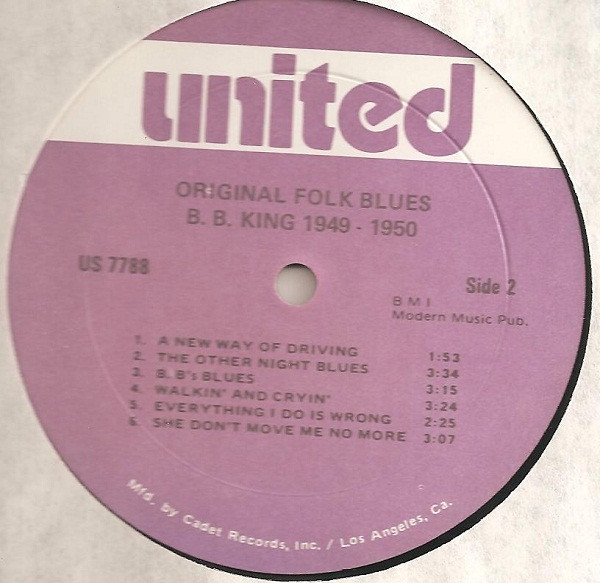 united
ORIGINAL FOLK BLUES
B. B. KING 1949 - 1950
US 7788
Side 2
B M I
Modern Music Pub.
1. A NEW WAY OF DRIVING 1:53
2. THE OTHER NIGHT BLUES 3:34
3. B. B's BLUES 3:15
4. WALKIN' AND CRYIN' 3:24
5. EVERYTHING I DO IS WRONG 2:25
6. SHE DON'T MOVE ME NO MORE 3:07
Mfd. by Cadet Records, Inc. / Los Angeles, Ca.